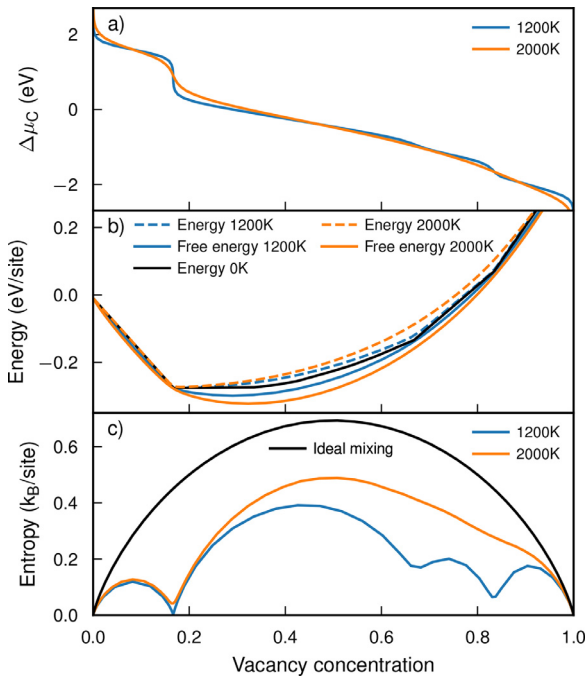 a)
1200K
2000K
2
0
−2
Δμ_C (eV)
b)
Energy 1200K
Energy 2000K
Free energy 1200K
Free energy 2000K
Energy 0K
0.2
0.0
−0.2
Energy (eV/site)
c)
Ideal mixing
1200K
2000K
0.6
0.4
0.2
0.0
Entropy (k_B/site)
0.0 0.2 0.4 0.6 0.8 1.0
Vacancy concentration